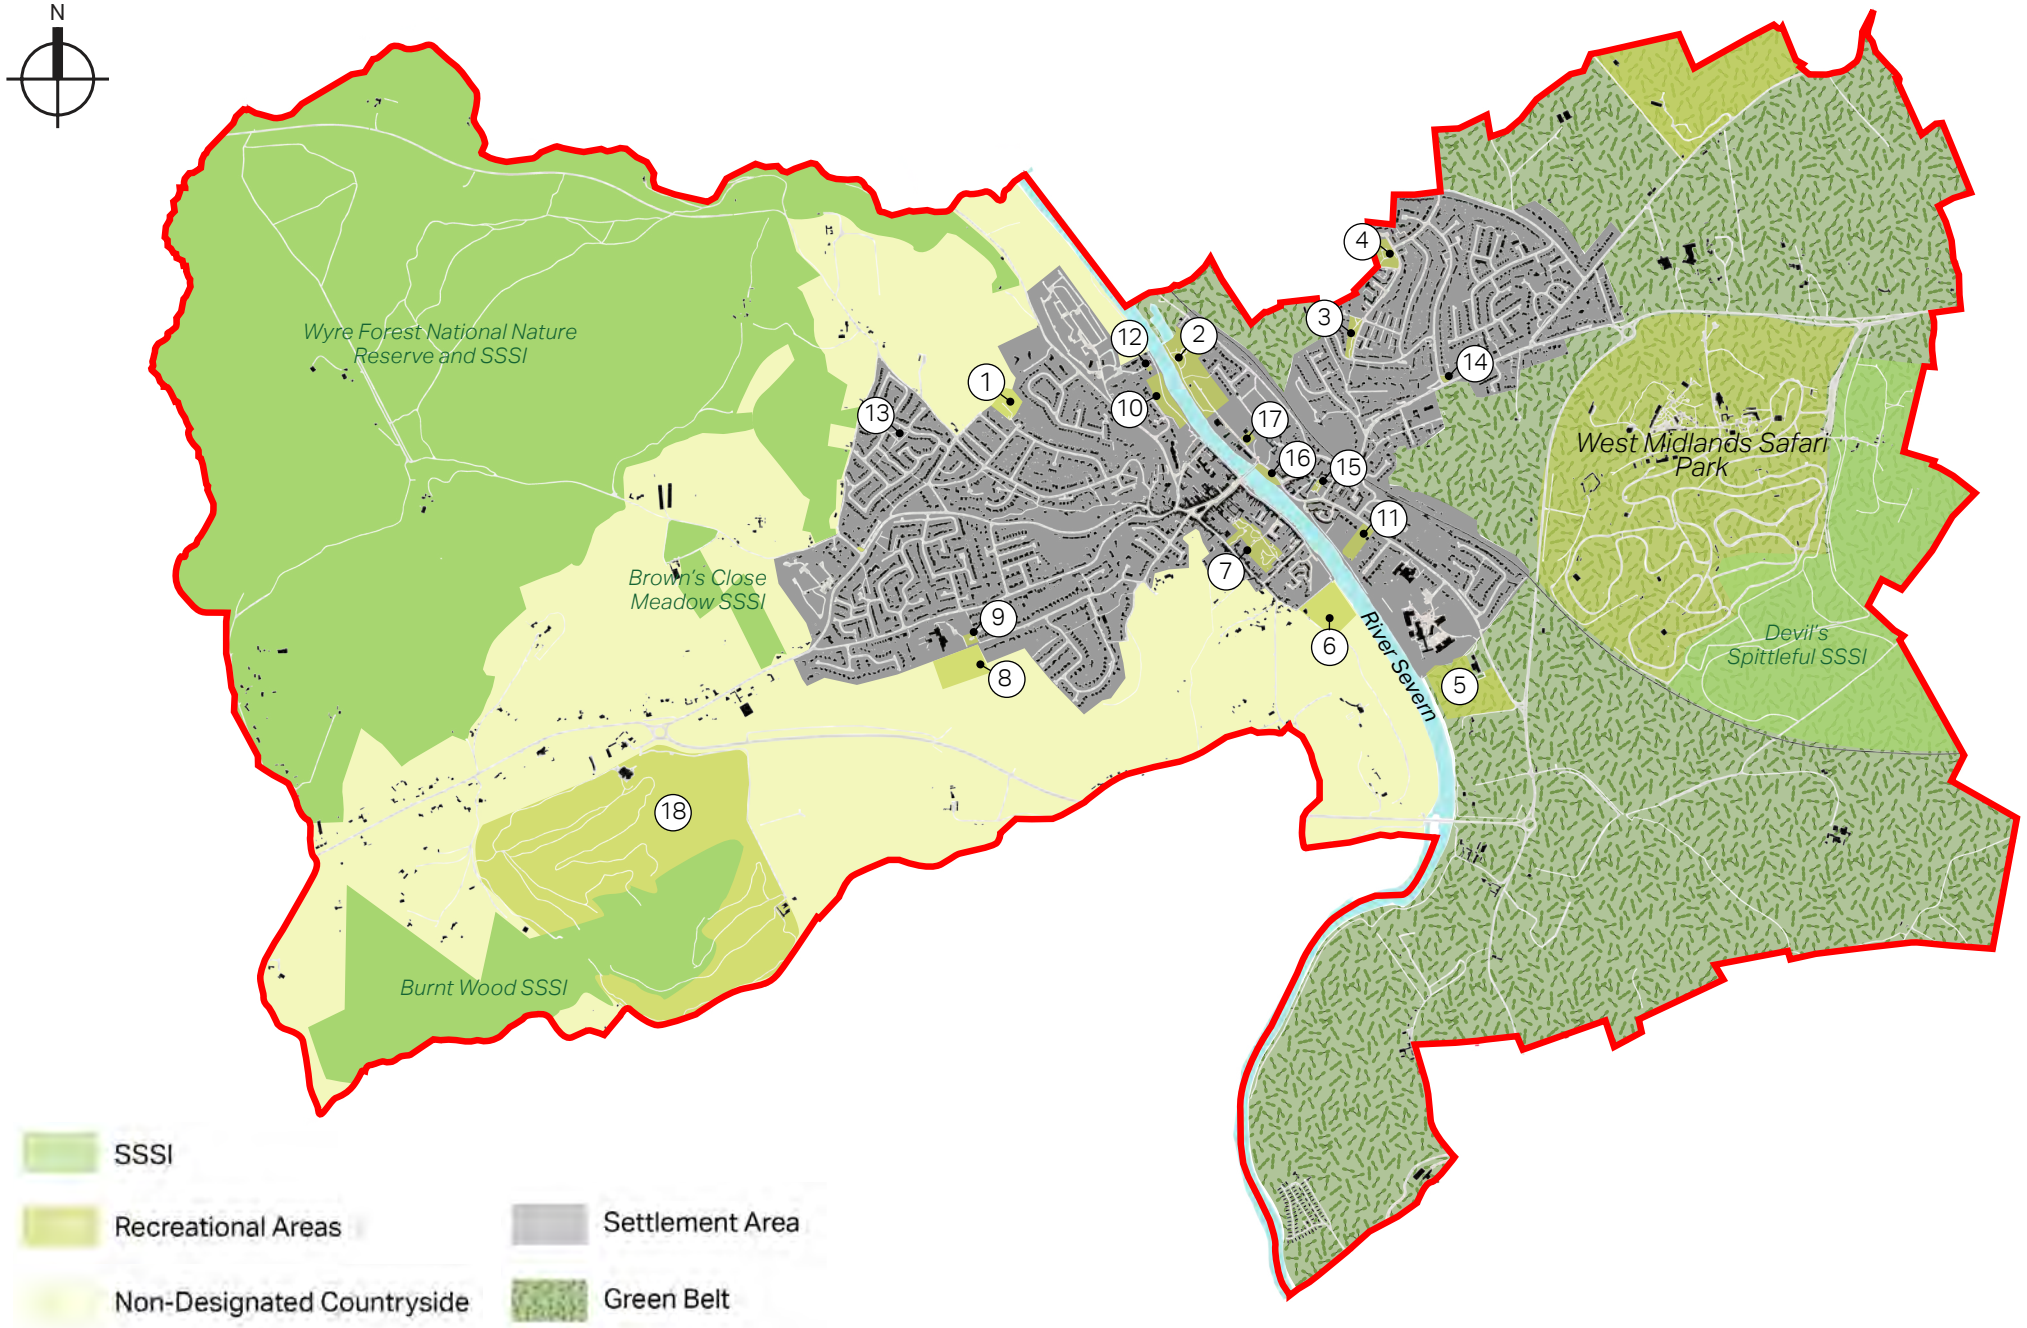 N
4
3
12
2
14
1
10
13
17
16
15
11
7
9
6
8
5
18
Wyre Forest National Nature
Reserve and SSSI
West Midlands Safari
Park
Brown's Close
Meadow SSSI
River Severn
Devil's
Spittleful SSSI
Burnt Wood SSSI
SSSI
Recreational Areas
Non-Designated Countryside
Settlement Area
Green Belt